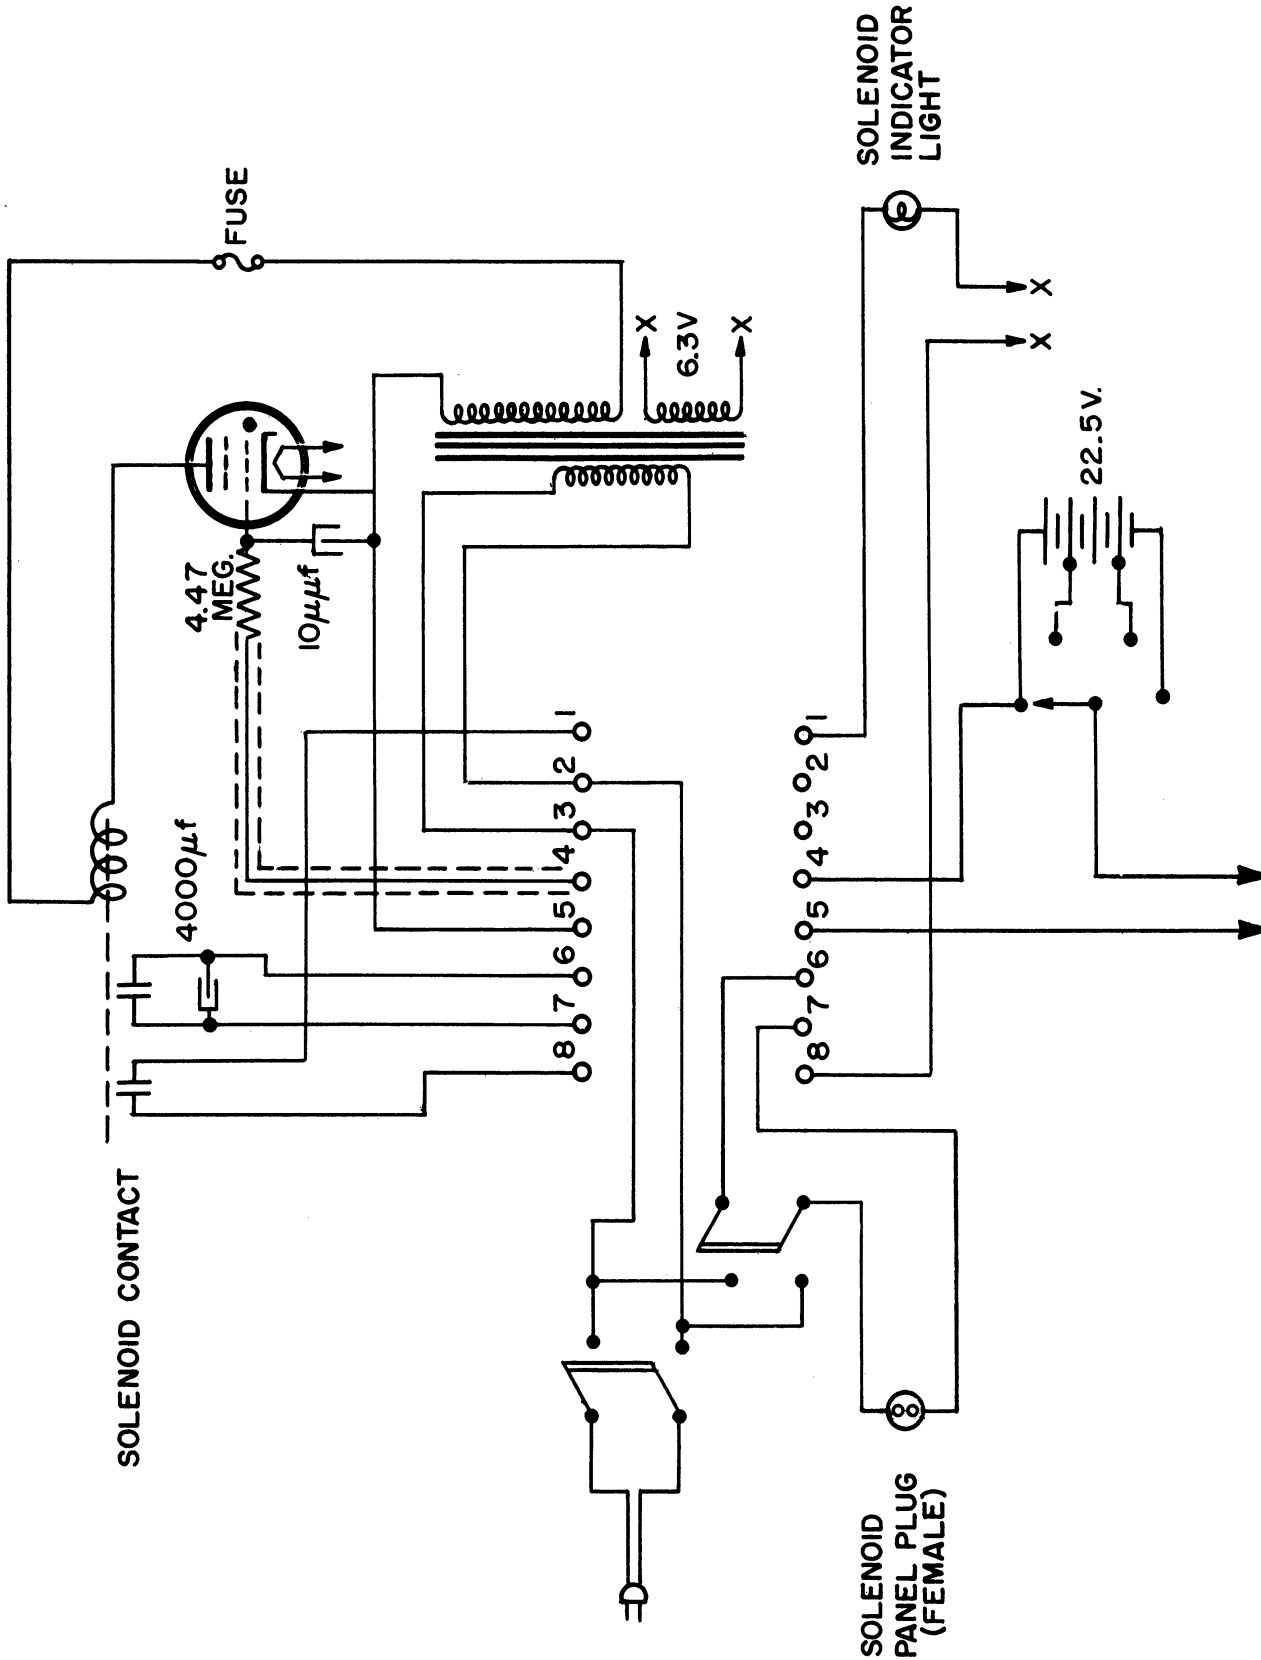 SOLENOID CONTACT
4000μf
4.47
MEG.
10μμf
FUSE
8 7 6 5 4 3 2 1
X
6.3V
X
8 7 6 5 4 3 2 1
SOLENOID
PANEL PLUG
(FEMALE)
22.5V.
X X
SOLENOID
INDICATOR
LIGHT